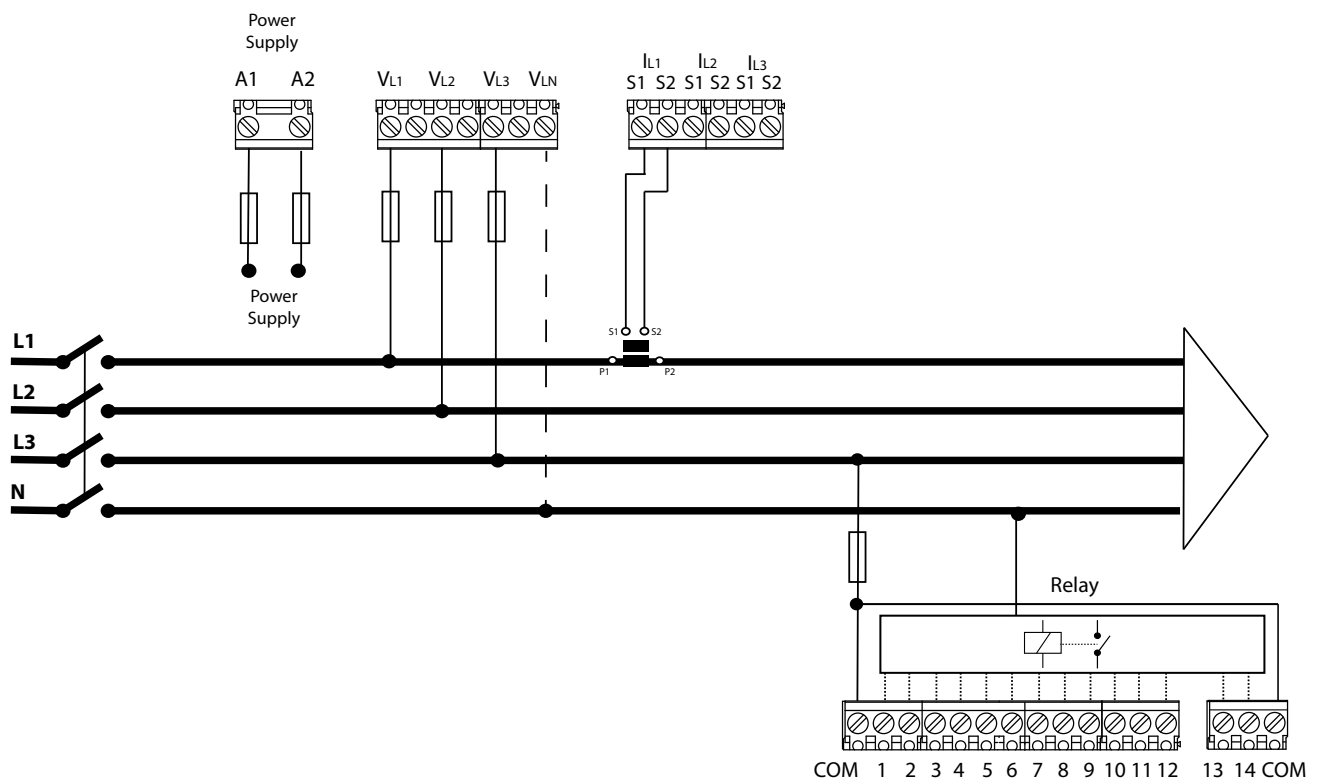 Power
Supply
A1 A2
VL1 VL2 VL3 VLN
IL1 IL2 IL3
S1 S2 S1 S2 S1 S2
Power
Supply
S1 S2
L1
P1 P2
L2
L3
N
Relay
COM 1 2 3 4 5 6 7 8 9 10 11 12 13 14 COM